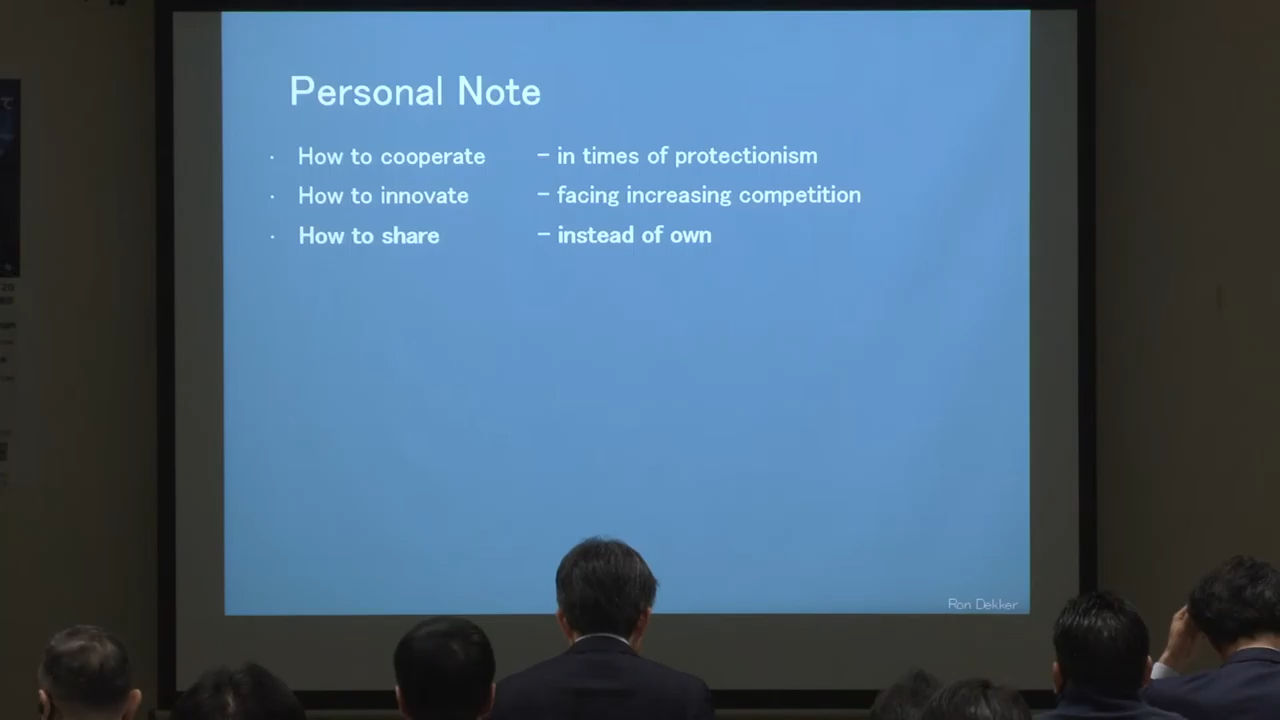 Personal Note
· How to cooperate – in times of protectionism
· How to innovate – facing increasing competition
· How to share – instead of own
Ron Dekker
て